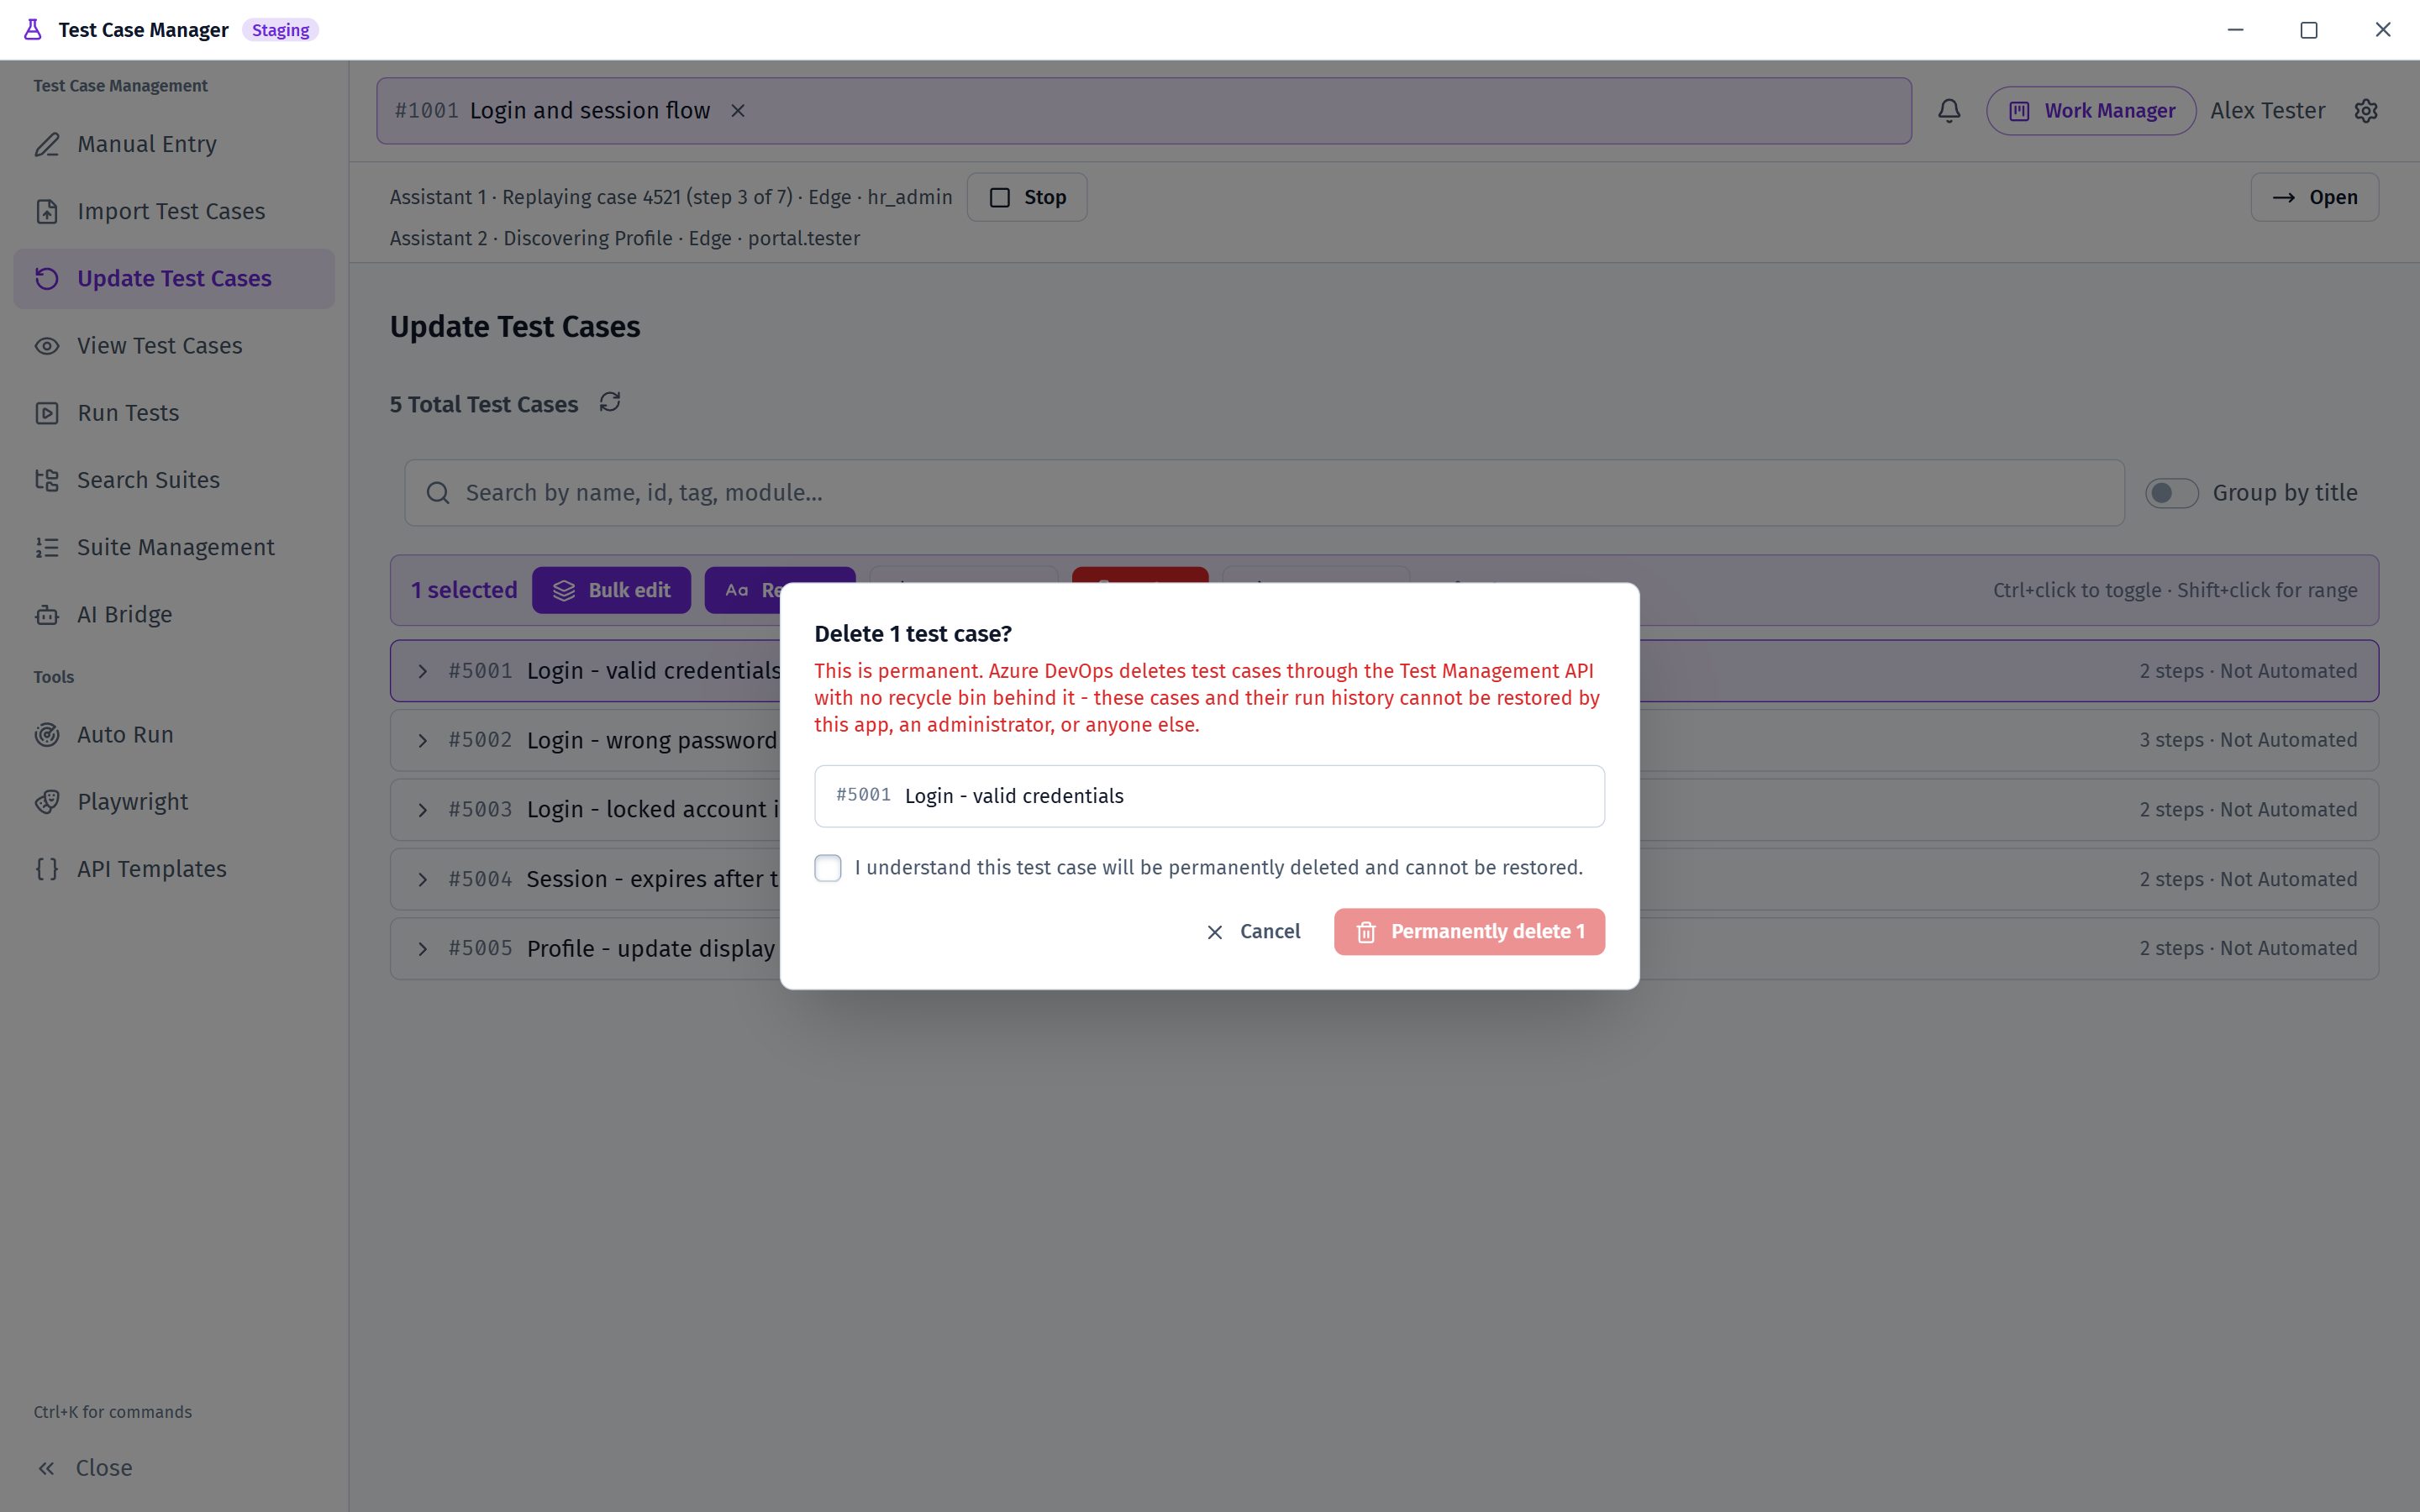 Test Case Manager Staging
Test Case Management
Manual Entry
Import Test Cases
Update Test Cases
View Test Cases
Run Tests
Search Suites
Suite Management
AI Bridge
Tools
Auto Run
Playwright
API Templates
Ctrl+K for commands
Close
#1001 Login and session flow
Work Manager
Alex Tester
Assistant 1 · Replaying case 4521 (step 3 of 7) · Edge · hr_admin
Stop
Open
Assistant 2 · Discovering Profile · Edge · portal.tester
Update Test Cases
5 Total Test Cases
Search by name, id, tag, module...
Group by title
1 selected
Bulk edit
Aa
Ctrl+click to toggle · Shift+click for range
#5001 Login - valid credentials
2 steps · Not Automated
#5002 Login - wrong password
3 steps · Not Automated
#5003 Login - locked account
2 steps · Not Automated
#5004 Session - expires after
2 steps · Not Automated
#5005 Profile - update display
2 steps · Not Automated
Delete 1 test case?
This is permanent. Azure DevOps deletes test cases through the Test Management API
with no recycle bin behind it - these cases and their run history cannot be restored by
this app, an administrator, or anyone else.
#5001 Login - valid credentials
I understand this test case will be permanently deleted and cannot be restored.
Cancel
Permanently delete 1